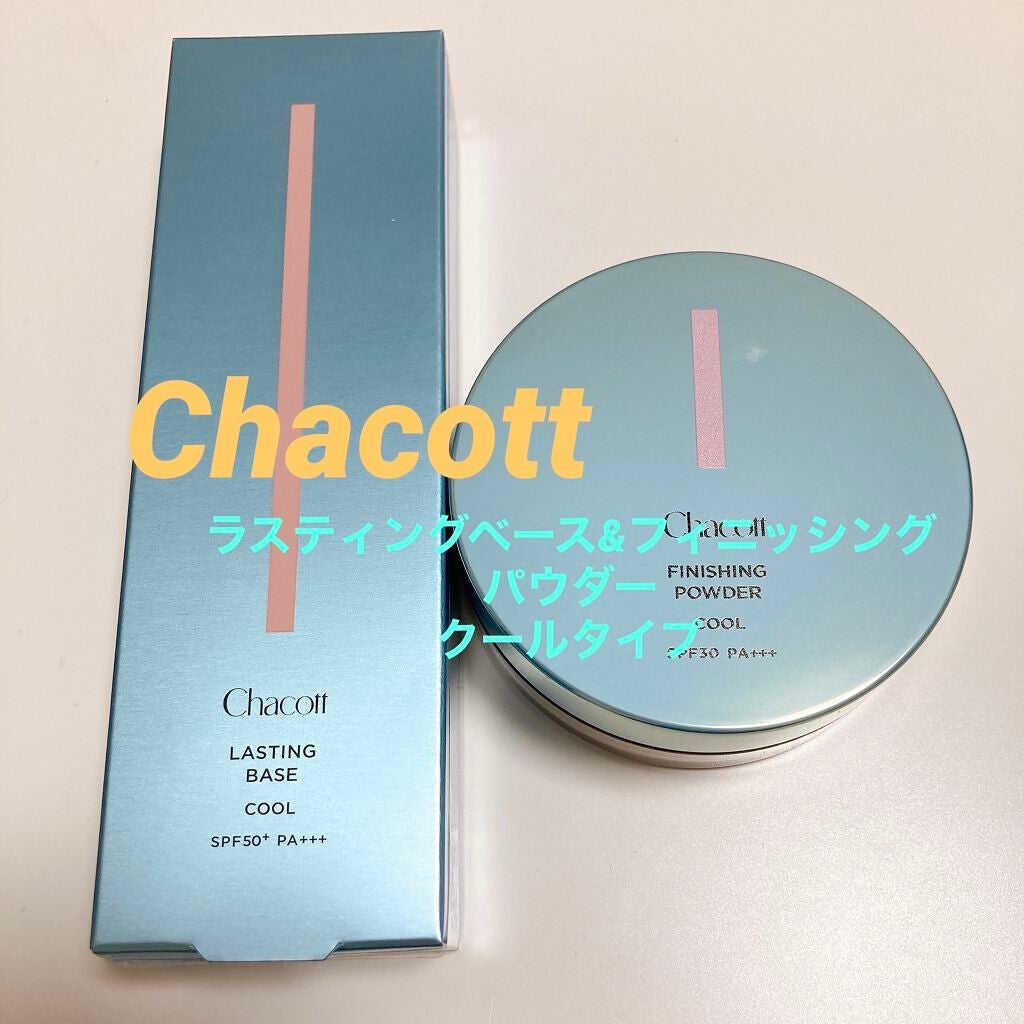 Chacott
ラスティングベース&フィニッシング
パウダー
クールタイプ
Chacott
FINISHING
POWDER
COOL
SPF30 PA+++
Chacott
LASTING
BASE
COOL
SPF50+ PA+++